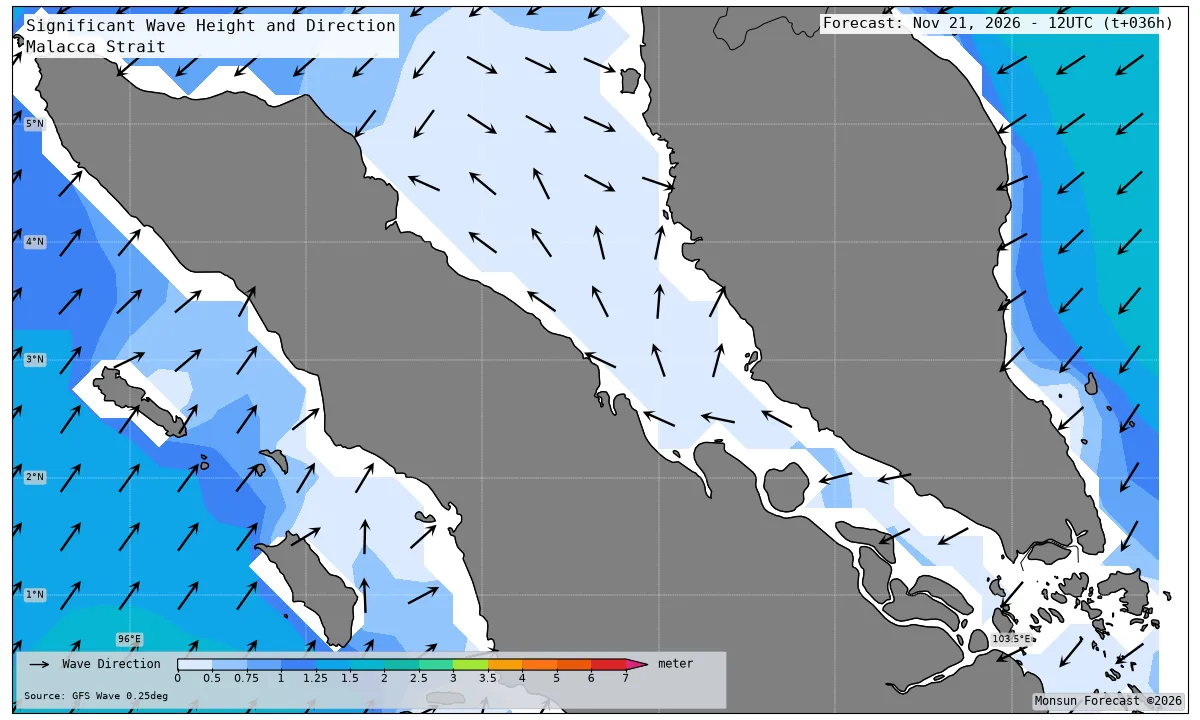 Significant Wave Height and Direction
Malacca Strait
Forecast: Nov 21, 2026 - 12UTC (t+036h)
5°N
4°N
3°N
2°N
1°N
96°E
103.5°E
Wave Direction
meter
0 0.5 0.75 1 1.25 1.5 2 2.5 3 3.5 4 5 6 7
Source: GFS Wave 0.25deg
Monsun Forecast ©2026